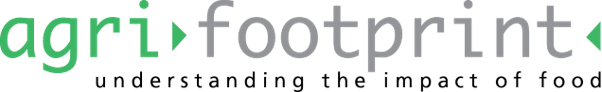 agri footprint
understanding the impact of food